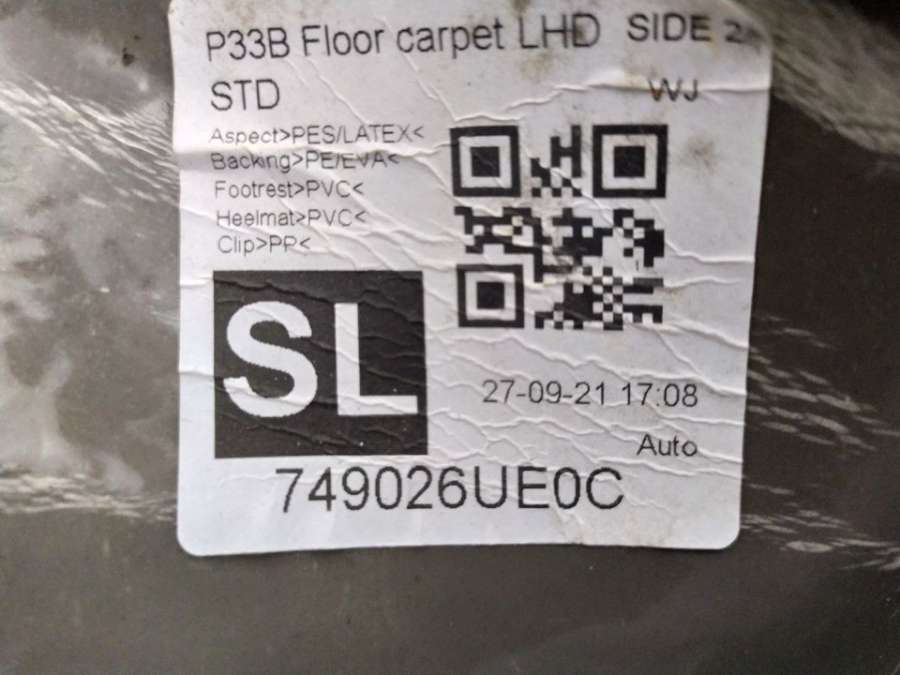 P33B Floor carpet LHD SIDE 2
STD
WJ
Aspect>PES/LATEX<
Backing>PE/EVA<
Footrest>PVC<
Heelmat>PVC<
Clip>PP<
SL
27-09-21 17:08
Auto
749026UE0C